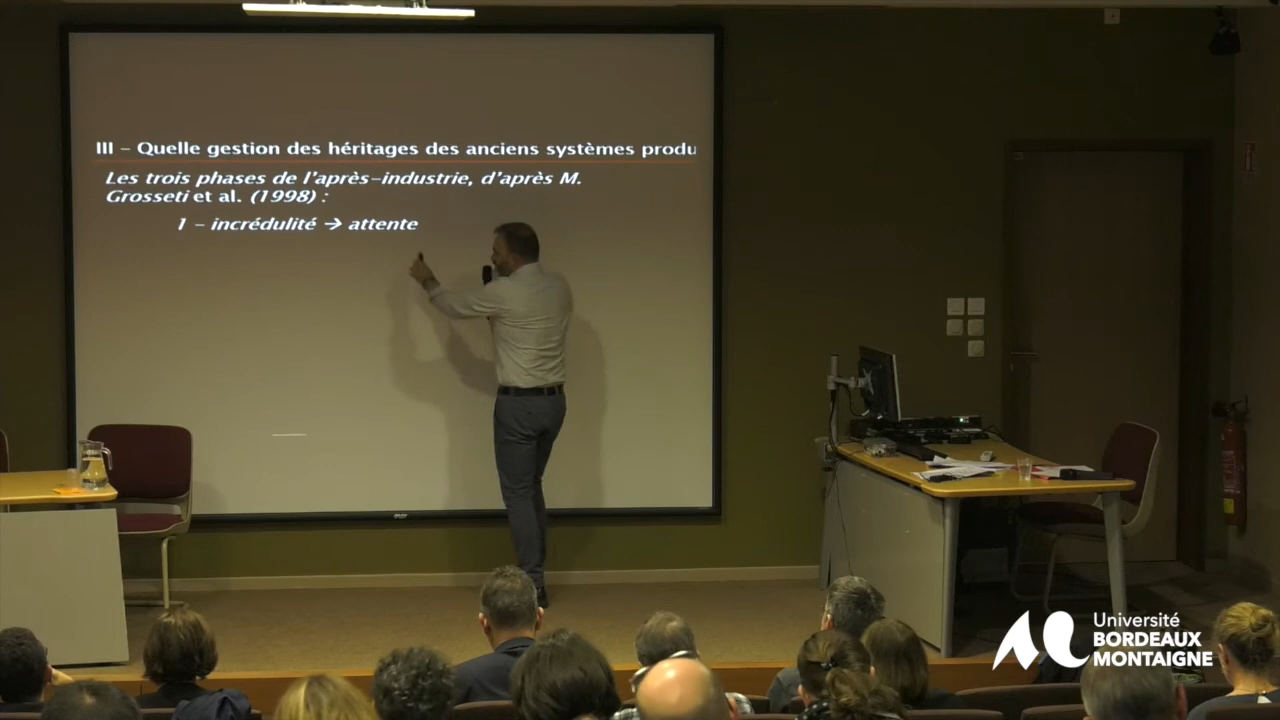 III – Quelle gestion des héritages des anciens systèmes produ
Les trois phases de l'après-industrie, d'après M.
Grosseti et al. (1998) :
1 – incrédulité → attente
Université
BORDEAUX
MONTAIGNE